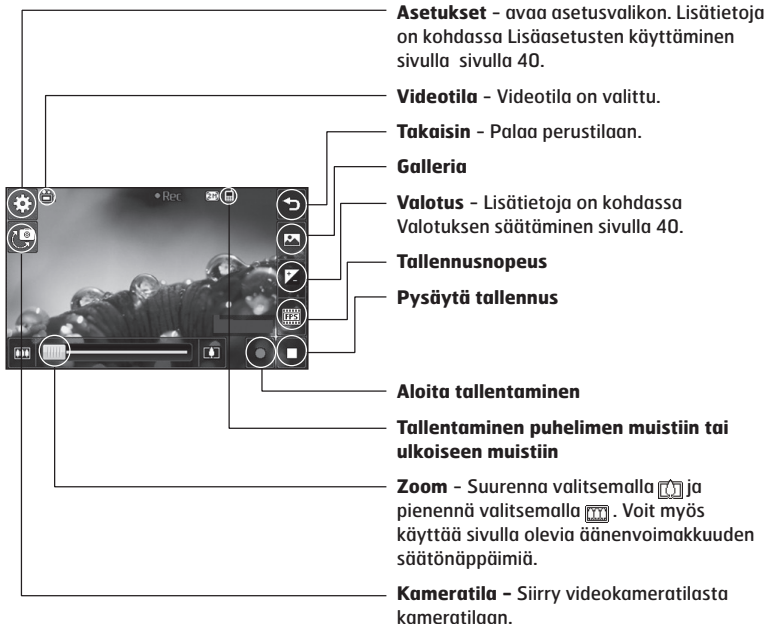 Asetukset – avaa asetusvalikon. Lisätietoja
on kohdassa Lisäasetusten käyttäminen
sivulla sivulla 40.
Videotila – Videotila on valittu.
Takaisin – Palaa perustilaan.
Galleria
Valotus – Lisätietoja on kohdassa
Valotuksen säätäminen sivulla 40.
Tallennusnopeus
Pysäytä tallennus
Rec
FPS
Aloita tallentaminen
Tallentaminen puhelimen muistiin tai
ulkoiseen muistiin
Zoom – Suurenna valitsemalla ja
pienennä valitsemalla . Voit myös
käyttää sivulla olevia äänenvoimakkuuden
säätönäppäimiä.
Kameratila – Siirry videokameratilasta
kameratilaan.